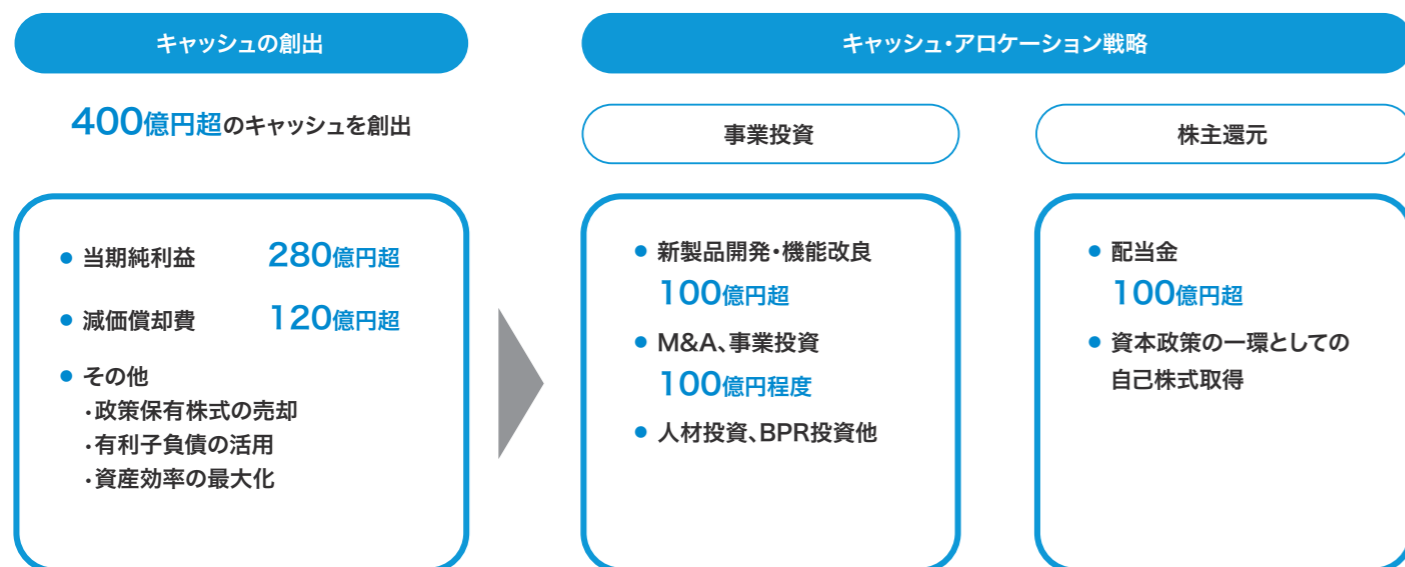 キャッシュの創出
400億円超のキャッシュを創出
● 当期純利益 280億円超
● 減価償却費 120億円超
● その他
・政策保有株式の売却
・有利子負債の活用
・資産効率の最大化
キャッシュ・アロケーション戦略
事業投資
● 新製品開発・機能改良
100億円超
● M&A、事業投資
100億円程度
● 人材投資、BPR投資他
株主還元
● 配当金
100億円超
● 資本政策の一環としての
自己株式取得